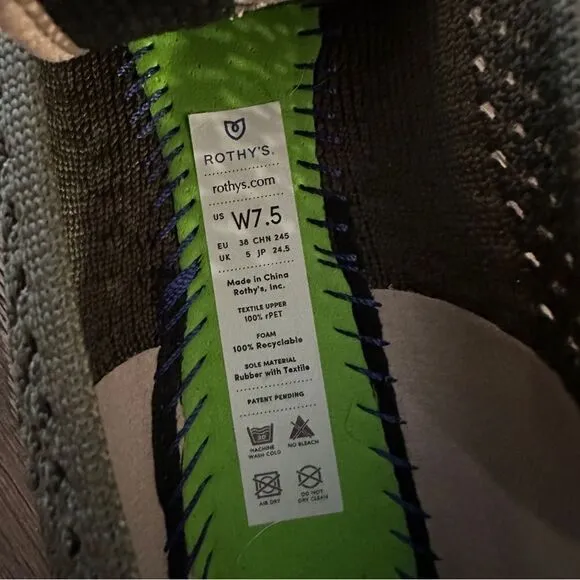 ROTHY'S.
rothys.com
US W7.5
EU 38 CHN 245
UK 5 JP 24.5
Made in China
Rothy's, Inc.
TEXTILE UPPER
100% rPET
FOAM
100% Recyclable
SOLE MATERIAL
Rubber with Textile
PATENT PENDING
30
MACHINE WASH COLD
NO BLEACH
AIR DRY
DO NOT DRY CLEAN